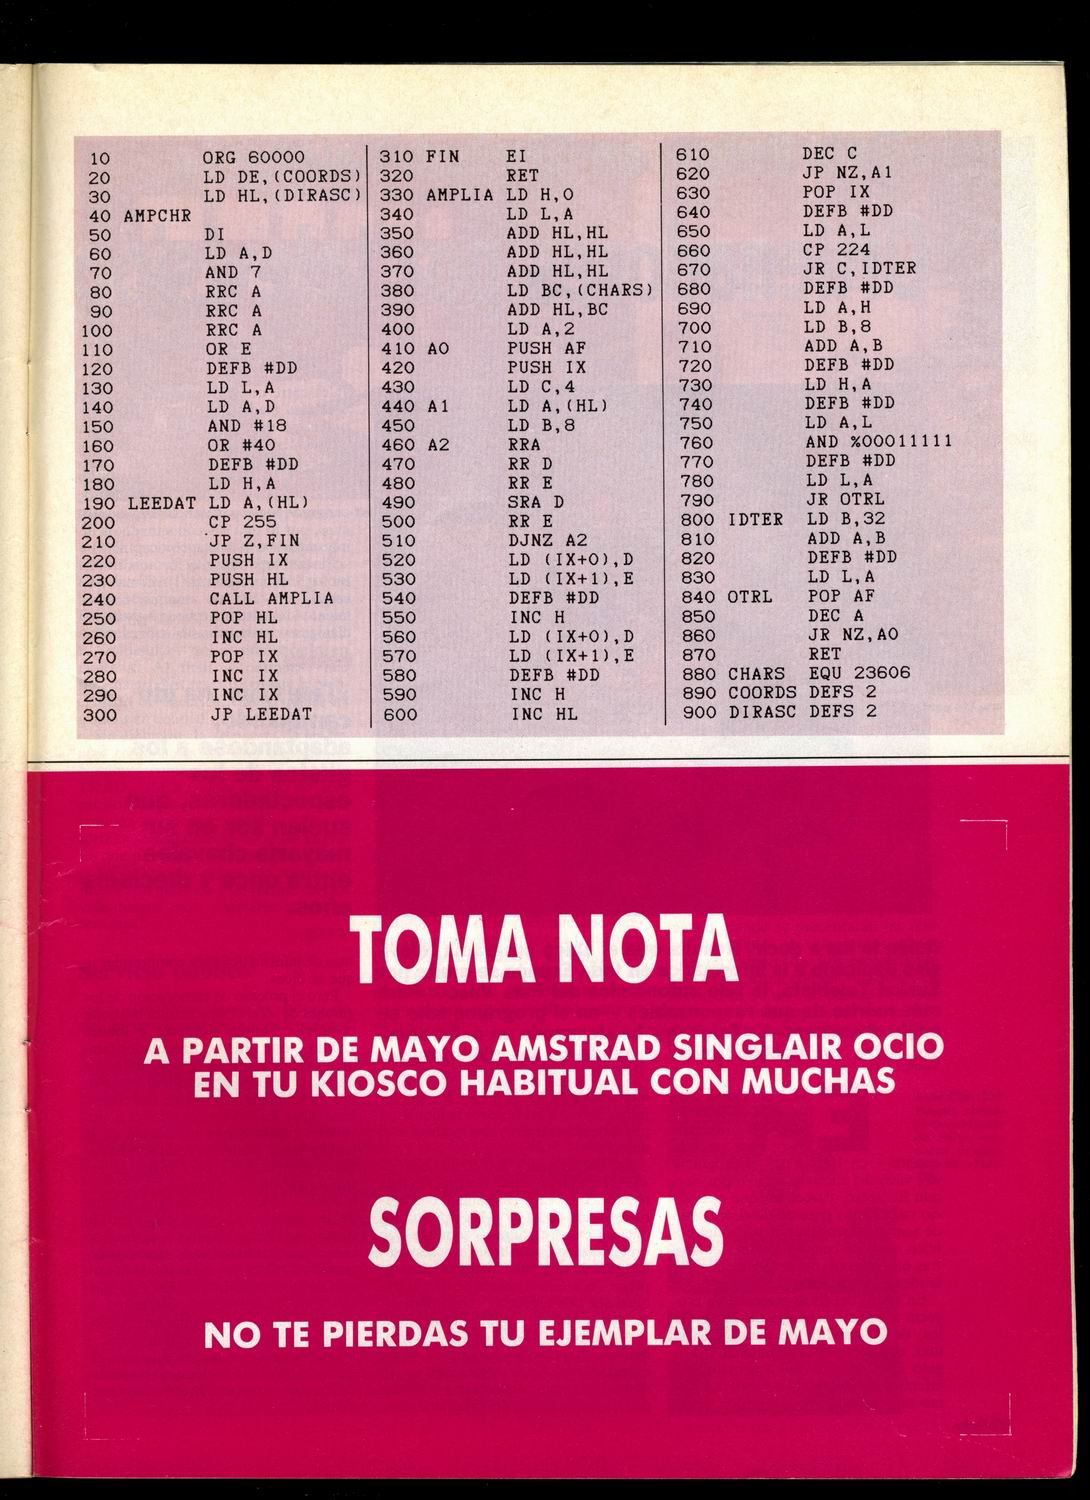 10 ORG 60000
20 LD DE,(COORDS)
30 LD HL,(DIRASC)
40 AMPCHR
50 DI
60 LD A,D
70 AND 7
80 RRC A
90 RRC A
100 RRC A
110 OR E
120 DEFB #DD
130 LD L,A
140 LD A,D
150 AND #18
160 OR #40
170 DEFB #DD
180 LD H,A
190 LEEDAT LD A,(HL)
200 CP 255
210 JP Z,FIN
220 PUSH IX
230 PUSH HL
240 CALL AMPLIA
250 POP HL
260 INC HL
270 POP IX
280 INC IX
290 INC IX
300 JP LEEDAT
310 FIN EI
320 RET
330 AMPLIA LD H,0
340 LD L,A
350 ADD HL,HL
360 ADD HL,HL
370 ADD HL,HL
380 LD BC,(CHARS)
390 ADD HL,BC
400 LD A,2
410 A0 PUSH AF
420 PUSH IX
430 LD C,4
440 A1 LD A,(HL)
450 LD B,8
460 A2 RRA
470 RR D
480 RR E
490 SRA D
500 RR E
510 DJNZ A2
520 LD (IX+0),D
530 LD (IX+1),E
540 DEFB #DD
550 INC H
560 LD (IX+0),D
570 LD (IX+1),E
580 DEFB #DD
590 INC H
600 INC HL
610 DEC C
620 JP NZ,A1
630 POP IX
640 DEFB #DD
650 LD A,L
660 CP 224
670 JR C,IDTER
680 DEFB #DD
690 LD A,H
700 LD B,8
710 ADD A,B
720 DEFB #DD
730 LD H,A
740 DEFB #DD
750 LD A,L
760 AND %00011111
770 DEFB #DD
780 LD L,A
790 JR OTRL
800 IDTER LD B,32
810 ADD A,B
820 DEFB #DD
830 LD L,A
840 OTRL POP AF
850 DEC A
860 JR NZ,A0
870 RET
880 CHARS EQU 23606
890 COORDS DEFS 2
900 DIRASC DEFS 2
TOMA NOTA
A PARTIR DE MAYO AMSTRAD SINGLAIR OCIO
EN TU KIOSCO HABITUAL CON MUCHAS
SORPRESAS
NO TE PIERDAS TU EJEMPLAR DE MAYO